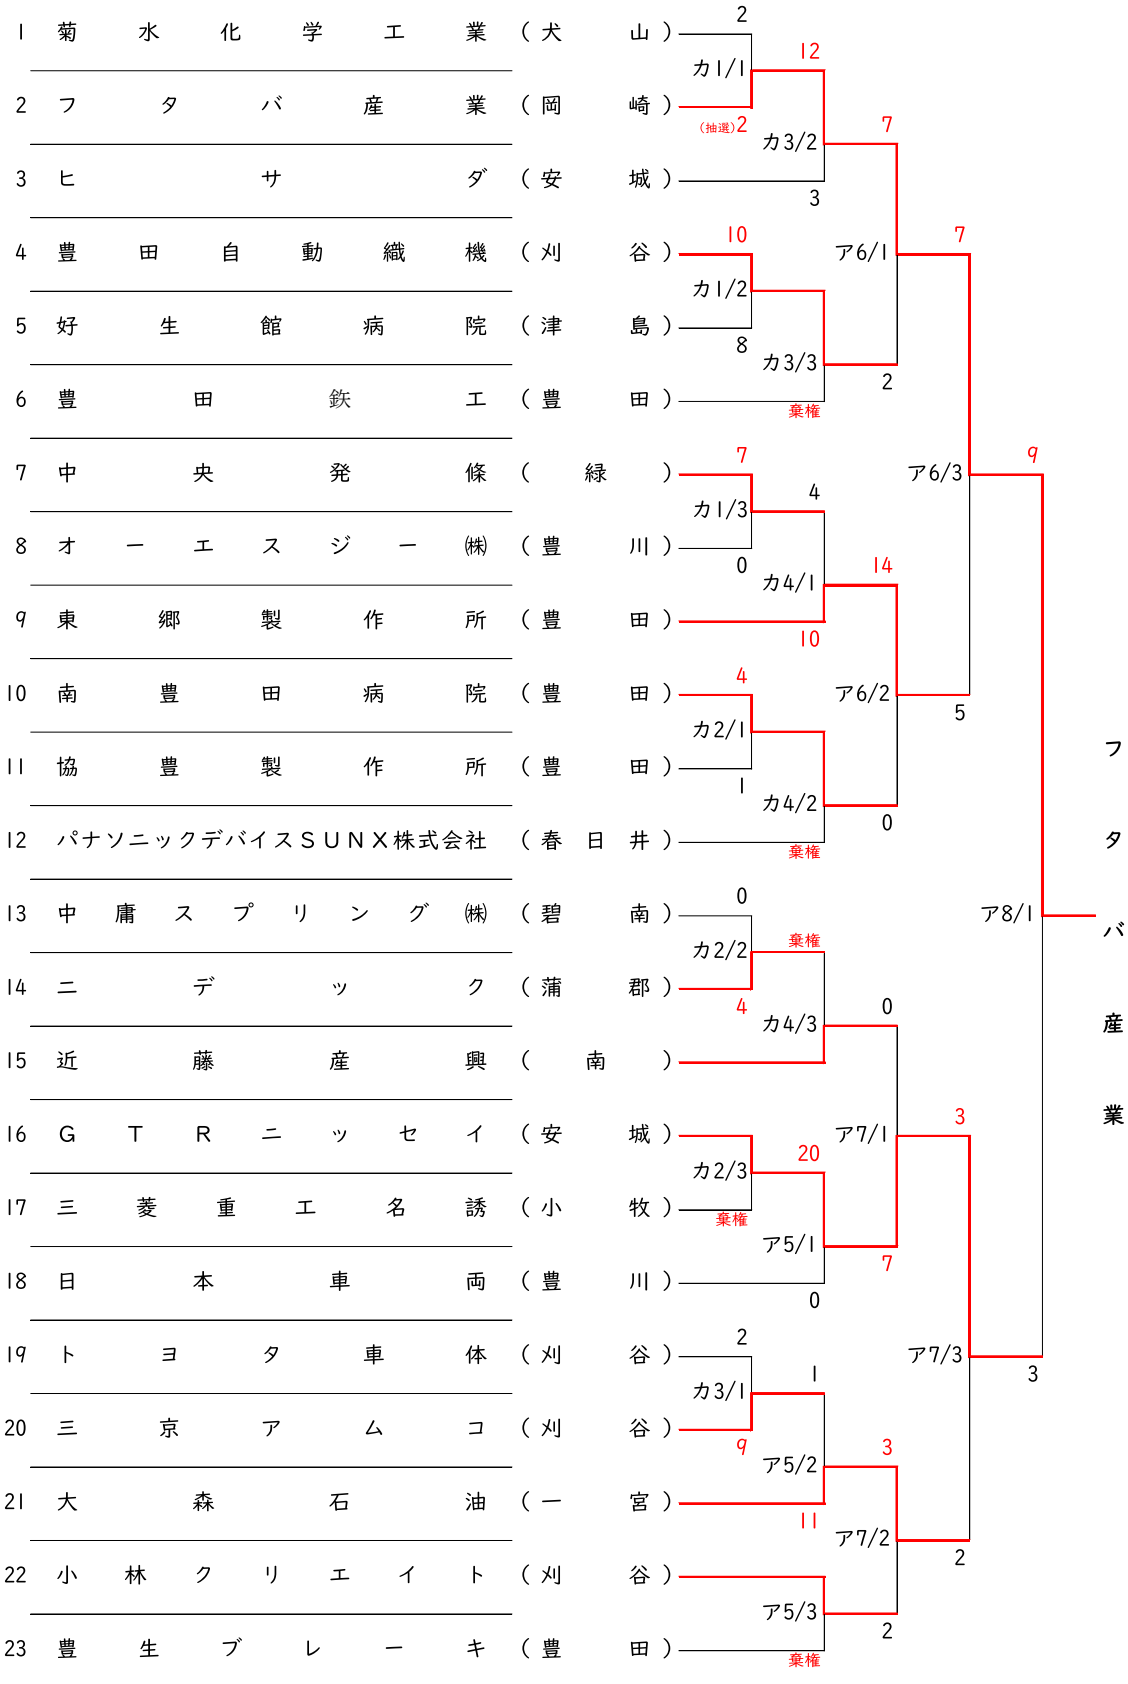 1 菊水化学工業 (犬山) 2
カ1/1 12
2 フタバ産業 (岡崎) (抽選)2 7
カ3/2
3 ヒサダ (安城) 3
4 豊田自動織機 (刈谷) 10 ア6/1 7
カ1/2
5 好生館病院 (津島) 8
カ3/3 2
6 豊田鉃工 (豊田) 棄権
7 中央発條 (緑) 7 4 ア6/3 9
カ1/3
8 オーエスジー㈱ (豊川) 0 14
カ4/1
9 東郷製作所 (豊田) 10
10 南豊田病院 (豊田) 4 ア6/2 5
カ2/1
11 協豊製作所 (豊田) 1
カ4/2 0
12 パナソニックデバイスSUNX株式会社 (春日井) 棄権
13 中庸スプリング㈱ (碧南) 0 ア8/1
カ2/2 棄権
14 ニデック (蒲郡) 4 0
カ4/3
15 近藤産興 (南)
16 GTRニッセイ (安城) ア7/1 3
カ2/3 20
17 三菱重工名誘 (小牧) 棄権
ア5/1 7
18 日本車両 (豊川) 0
19 トヨタ車体 (刈谷) 2 1 ア7/3 3
カ3/1
20 三京アムコ (刈谷) 9 3
ア5/2
21 大森石油 (一宮) 11
ア7/2 2
22 小林クリエイト (刈谷)
ア5/3 2
23 豊生ブレーキ (豊田) 棄権
フタバ産業